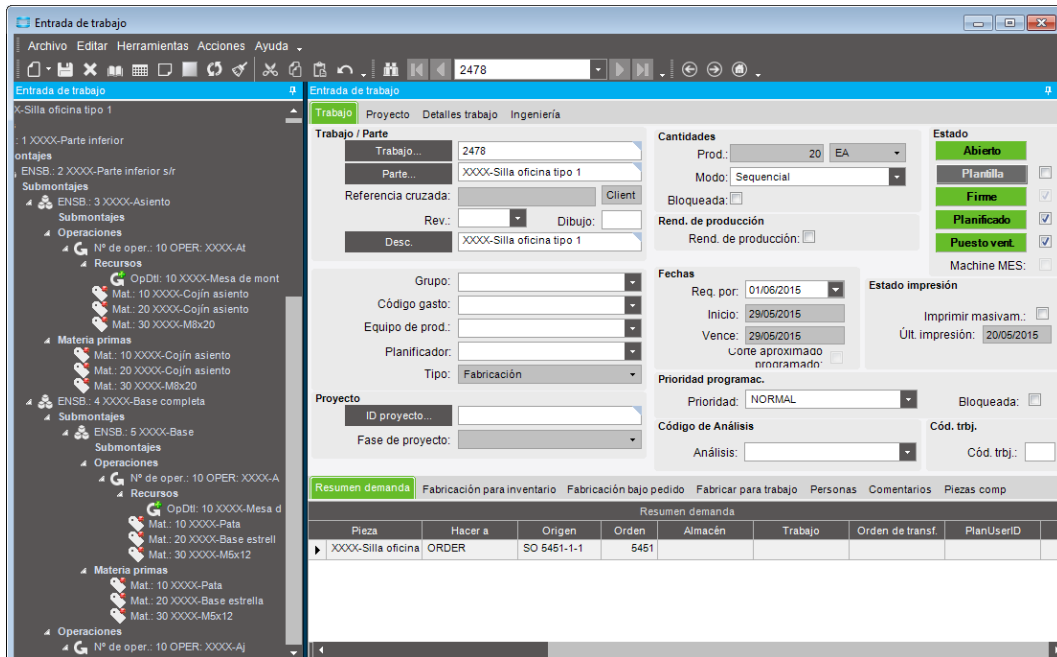 Entrada de trabajo
Archivo Editar Herramientas Acciones Ayuda
2478
Entrada de trabajo
X-Silla oficina tipo 1
: 1 XXXX-Parte inferior
ontajes
ENSB.: 2 XXXX-Parte inferior s/r
Submontajes
ENSB.: 3 XXXX-Asiento
Submontajes
Operaciones
Nº de oper.: 10 OPER: XXXX-At
Recursos
OpDtl: 10 XXXX-Mesa de mont
Mat.: 10 XXXX-Cojín asiento
Mat.: 20 XXXX-Cojín asiento
Mat.: 30 XXXX-M8x20
Materia primas
Mat.: 10 XXXX-Cojín asiento
Mat.: 20 XXXX-Cojín asiento
Mat.: 30 XXXX-M8x20
ENSB.: 4 XXXX-Base completa
Submontajes
ENSB.: 5 XXXX-Base
Submontajes
Operaciones
Nº de oper.: 10 OPER: XXXX-A
Recursos
OpDtl: 10 XXXX-Mesa d
Mat.: 10 XXXX-Pata
Mat.: 20 XXXX-Base estrell
Mat.: 30 XXXX-M5x12
Materia primas
Mat.: 10 XXXX-Pata
Mat.: 20 XXXX-Base estrella
Mat.: 30 XXXX-M5x12
Operaciones
Nº de oper.: 10 OPER: XXXX-Aj
Entrada de trabajo
Trabajo Proyecto Detalles trabajo Ingeniería
Trabajo / Parte
Trabajo... 2478
Parte... XXXX-Silla oficina tipo 1
Referencia cruzada: Client
Rev.: Dibujo:
Desc. XXXX-Silla oficina tipo 1
Grupo:
Código gasto:
Equipo de prod.:
Planificador:
Tipo: Fabricación
Proyecto
ID proyecto...
Fase de proyecto:
Cantidades
Prod.: 20 EA
Modo: Sequencial
Bloqueada:
Rend. de producción
Rend. de producción:
Fechas
Req. por: 01/06/2015
Inicio: 29/05/2015
Vence: 29/05/2015
Corte aproximado
programado:
Estado
Abierto
Plantilla
Firme
Planificado
Puesto vent.
Machine MES:
Estado impresión
Imprimir masivam.:
Últ. impresión: 20/05/2015
Prioridad programac.
Prioridad: NORMAL Bloqueada:
Código de Análisis
Análisis:
Cód. trbj.
Cód. trbj.:
Resumen demanda Fabricación para inventario Fabricación bajo pedido Fabricar para trabajo Personas Comentarios Piezas comp
Resumen demanda
Pieza Hacer a Origen Orden Almacén Trabajo Orden de transf. PlanUserID
XXXX-Silla oficina ORDER SO 5451-1-1 5451